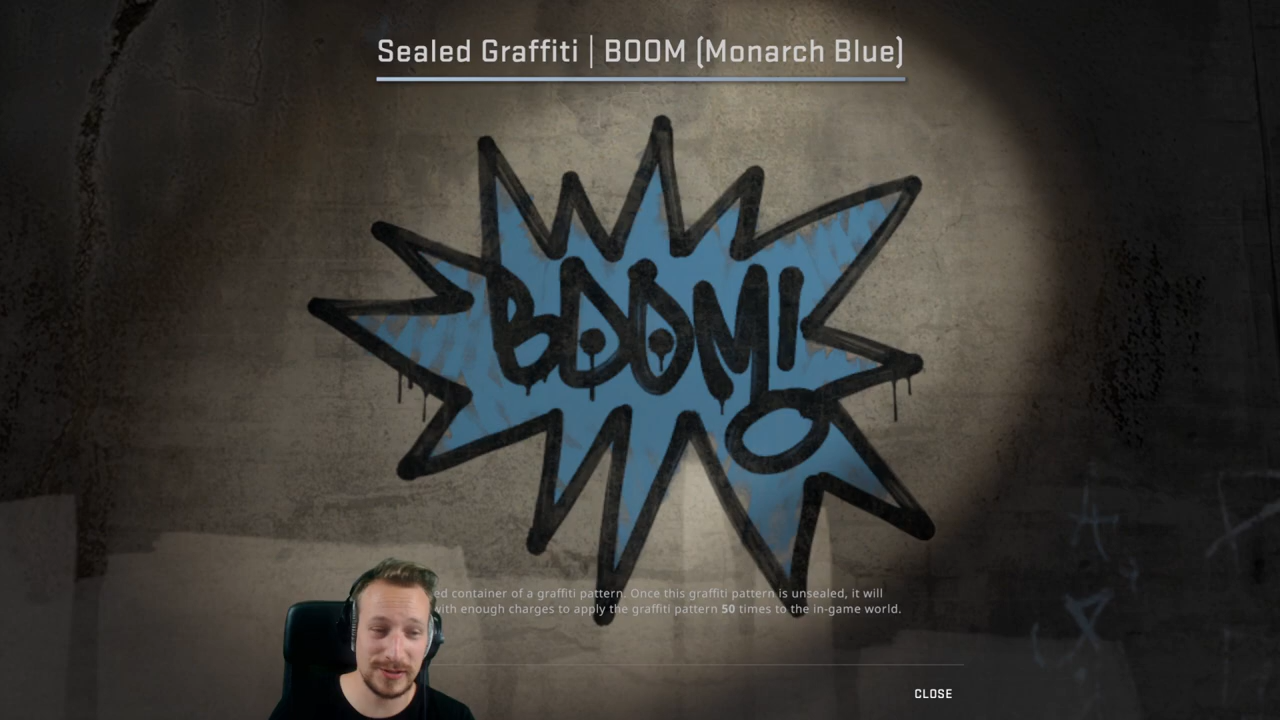 Sealed Graffiti | BOOM (Monarch Blue)
BOOM!
container of a graffiti pattern. Once this graffiti pattern is unsealed, it will
with enough charges to apply the graffiti pattern 50 times to the in-game world.
CLOSE